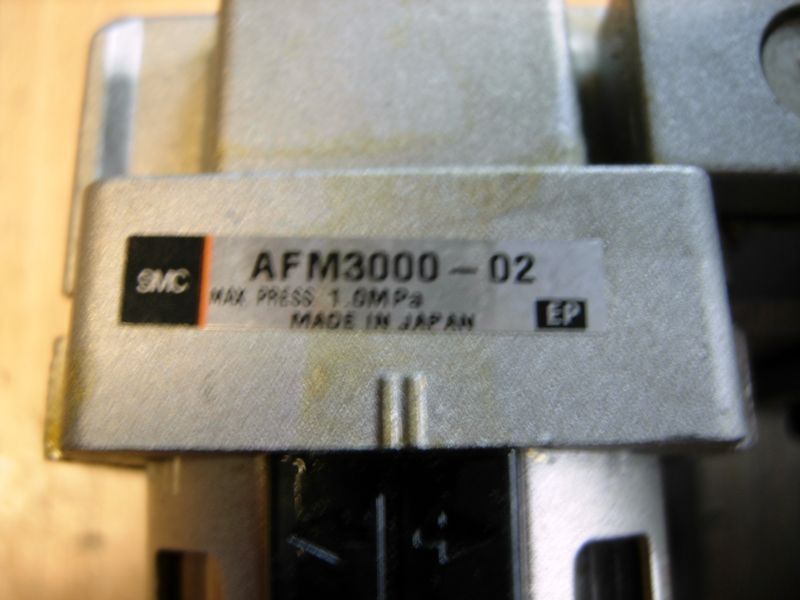 SMC
AFM3000-02
MAX. PRESS 1.0MPa
MADE IN JAPAN
EP